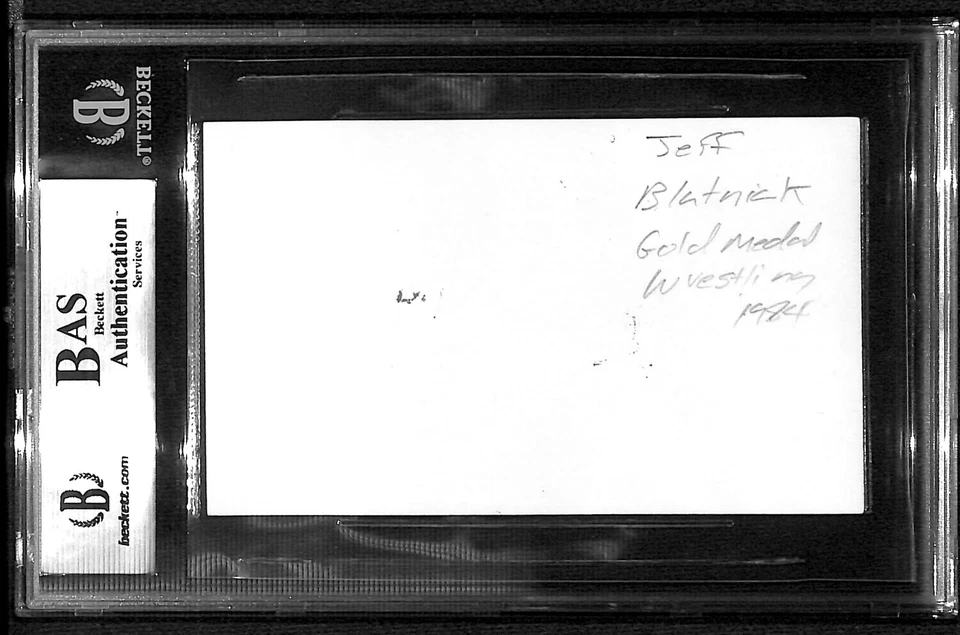 BECKETT®
B
BAS
Beckett
Authentication™
Services
B
beckett.com
Jeff
Blatnick
Gold Medal
Wrestling
1984